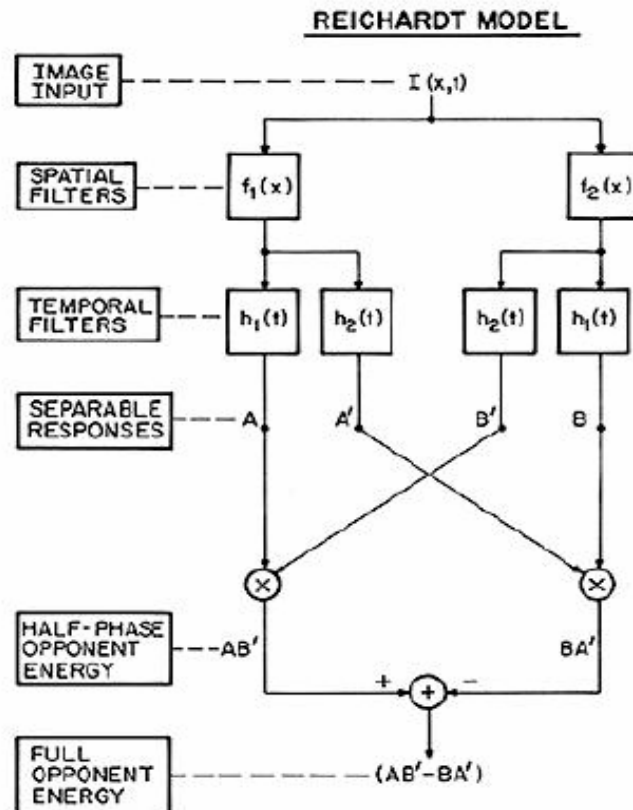 REICHARDT MODEL
IMAGE
INPUT
I(x,t)
SPATIAL
FILTERS
f₁(x)
f₂(x)
TEMPORAL
FILTERS
h₁(t)
h₂(t)
h₂(t)
h₁(t)
SEPARABLE
RESPONSES
A
A′
B′
B
×
×
HALF-PHASE
OPPONENT
ENERGY
AB′
BA′
+
+
−
FULL
OPPONENT
ENERGY
(AB′-BA′)